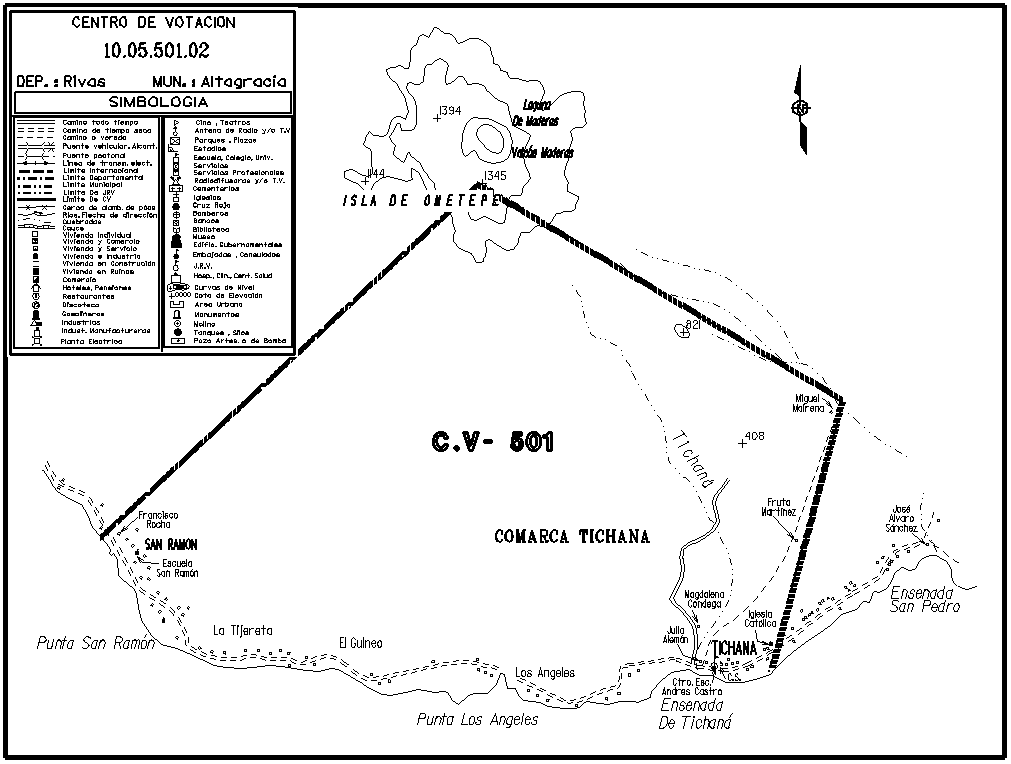 CENTRO DE VOTACION
10.05.501.02
DEP. : Rivas MUN. : Altagracia
SIMBOLOGIA
Camino todo tiempo
Camino de tiempo seco
Camino o vereda
Puente vehicular. Alcant.
Puente peatonal
Línea de transm. elect.
Limite Internacional
Limite Departamental
Limite Municipal
Limite De JRV
Limite De CV
Cerca de alamb. de púas
Rios. Flecha de dirección
Quebradas
Cauce
Vivienda Individual
Vivienda y Comercio
Vivienda y Servicio
Vivienda e Industria
Vivienda en Construcción
Vivienda en Ruinas
Comercio
Hoteles, Pensiones
Restaurantes
Discoteca
Gasolineras
Industrias
Indust. Manufactureras
Planta Electrica
Cine , Teatros
Antena de Radio y/o T.V
Parques , Plazas
Estadios
Escuela, Colegio, Univ.
Servicios
Servicios Profesionales
Radiodifusoras y/o T.V.
Cementerios
Iglesias
Cruz Roja
Bomberos
Bancos
Biblioteca
Museo
Edific. Gubernamentales
Embajadas , Consulados
J.R.V.
Hosp., Clin., Cent. Salud
Curvas de Nivel
Cota de Elevación
Area Urbana
Monumentos
Molino
Tanques , Silos
Pozo Artes. o de Bomba
1394
Laguna
De Maderas
Volcán Maderas
1144
1345
ISLA DE OMETEPE
821
Miguel
Mairena
408
C.V- 501
Tichaná
Francisco
Rocha
SAN RAMON
Escuela
San Ramón
COMARCA TICHANA
Fruto
Martínez
José
Alvaro
Sánchez
Ensenada
San Pedro
Magdalena
Condega
Iglesia
Católica
Julia
Alemán
TICHANA
C.S.
Punta San Ramón
La Tijereta
El Guineo
Los Angeles
Ctro. Esc.
Andres Castro
Punta Los Angeles
Ensenada
De Tichaná